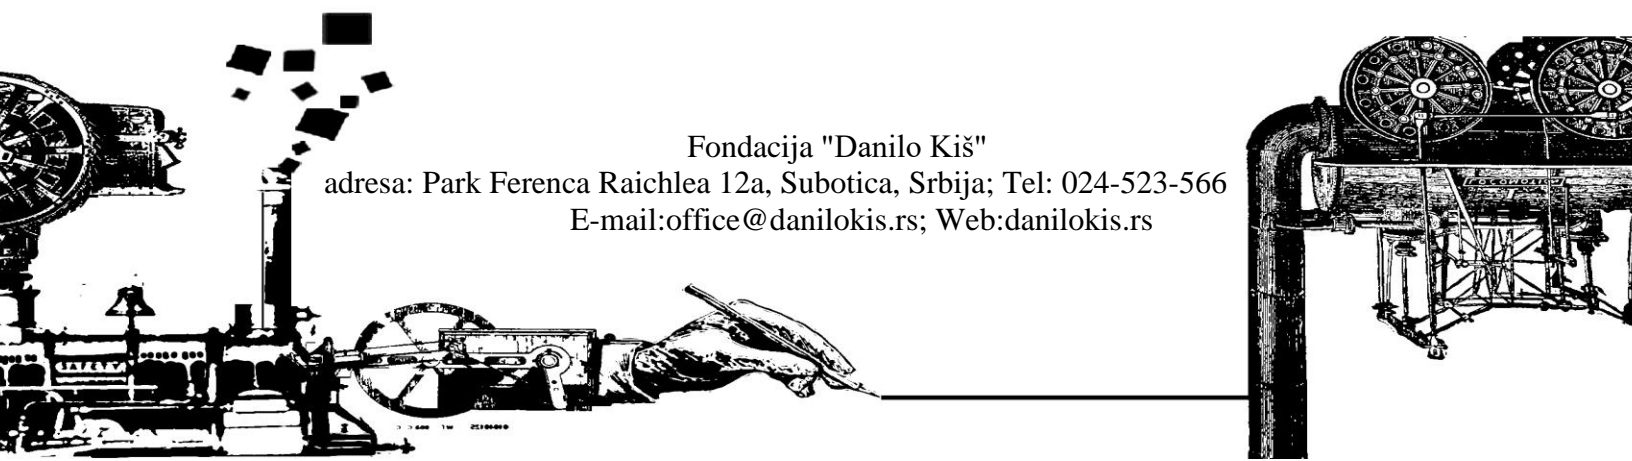 Fondacija "Danilo Kiš"
adresa: Park Ferenca Raichlea 12a, Subotica, Srbija; Tel: 024-523-566
E-mail:office@danilokis.rs; Web:danilokis.rs